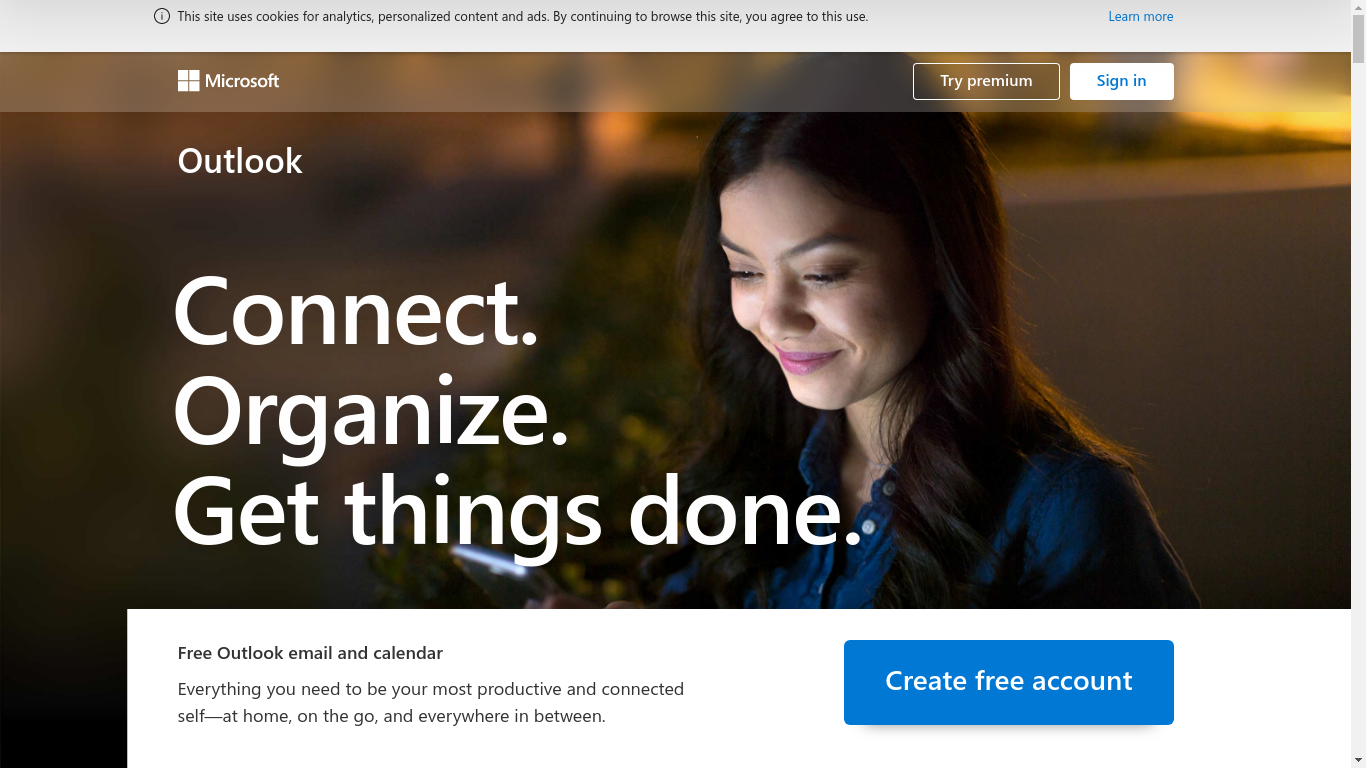 This site uses cookies for analytics, personalized content and ads. By continuing to browse this site, you agree to this use.
Learn more
Microsoft
Try premium
Sign in
Outlook
Connect.
Organize.
Get things done.
Free Outlook email and calendar
Everything you need to be your most productive and connected
self—at home, on the go, and everywhere in between.
Create free account